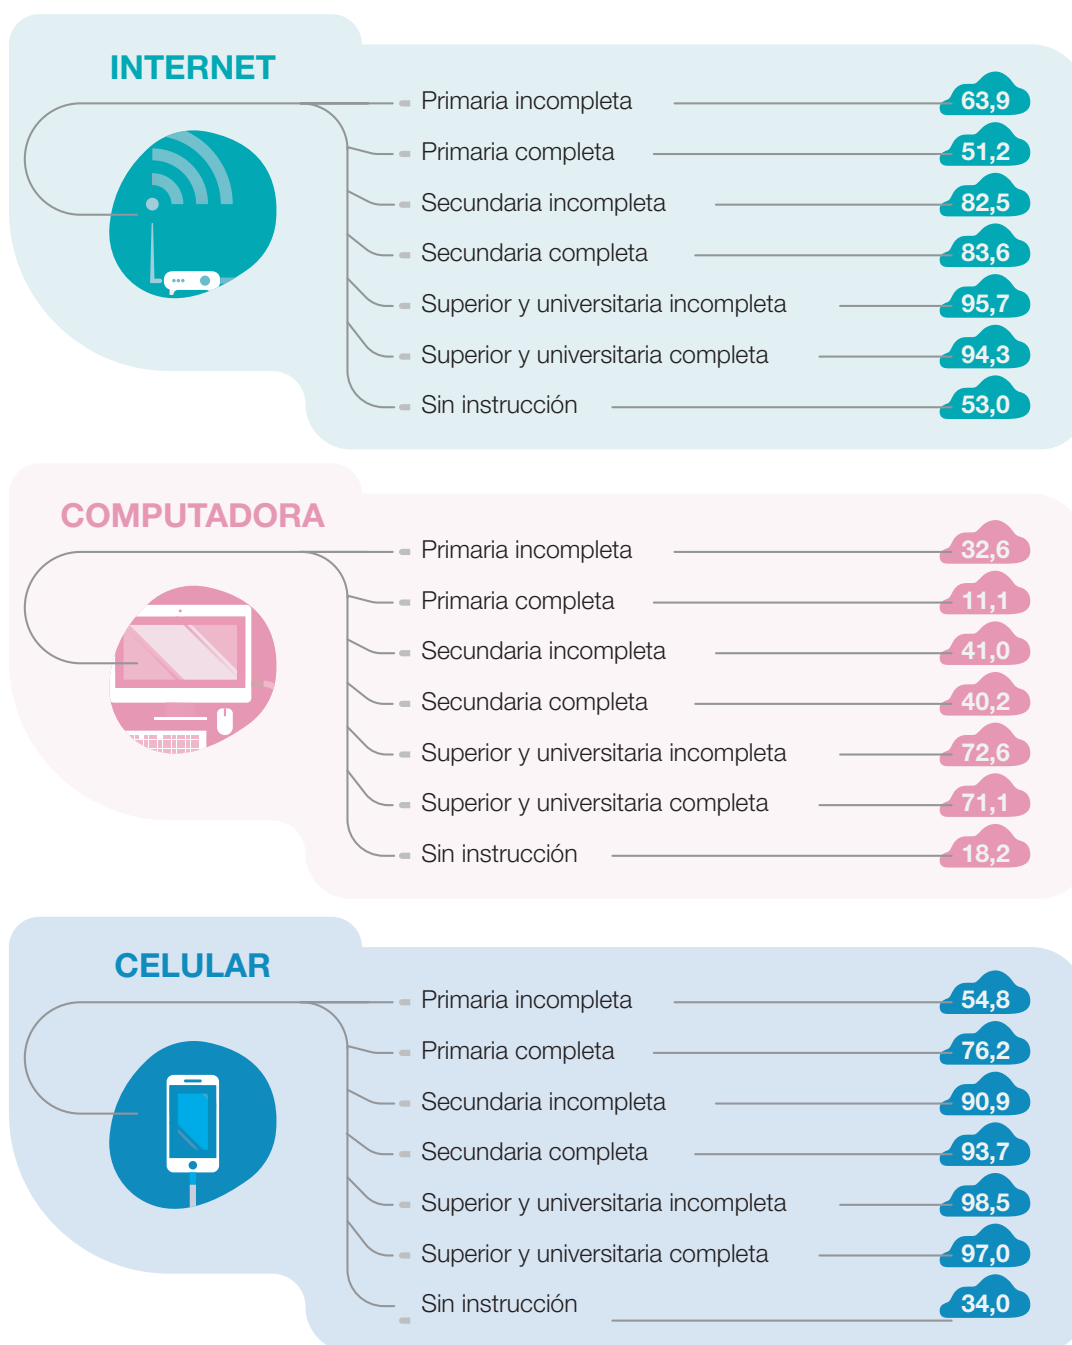 INTERNET
Primaria incompleta 63,9
Primaria completa 51,2
Secundaria incompleta 82,5
Secundaria completa 83,6
Superior y universitaria incompleta 95,7
Superior y universitaria completa 94,3
Sin instrucción 53,0
COMPUTADORA
Primaria incompleta 32,6
Primaria completa 11,1
Secundaria incompleta 41,0
Secundaria completa 40,2
Superior y universitaria incompleta 72,6
Superior y universitaria completa 71,1
Sin instrucción 18,2
CELULAR
Primaria incompleta 54,8
Primaria completa 76,2
Secundaria incompleta 90,9
Secundaria completa 93,7
Superior y universitaria incompleta 98,5
Superior y universitaria completa 97,0
Sin instrucción 34,0